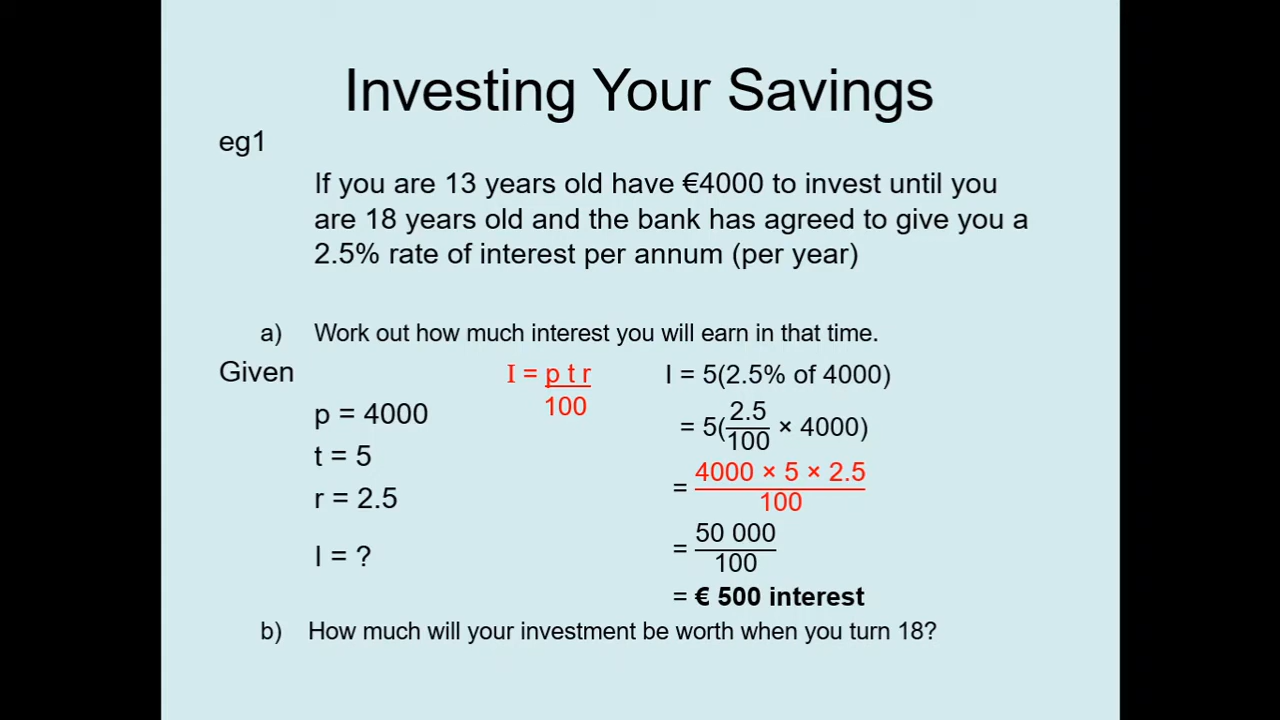 Investing Your Savings
eg1
If you are 13 years old have €4000 to invest until you
are 18 years old and the bank has agreed to give you a
2.5% rate of interest per annum (per year)
a) Work out how much interest you will earn in that time.
Given
p = 4000
t = 5
r = 2.5
I = ?
I = p t r
100
I = 5(2.5% of 4000)
= 5(2.5/100 × 4000)
= 4000 × 5 × 2.5
100
= 50 000
100
= € 500 interest
b) How much will your investment be worth when you turn 18?